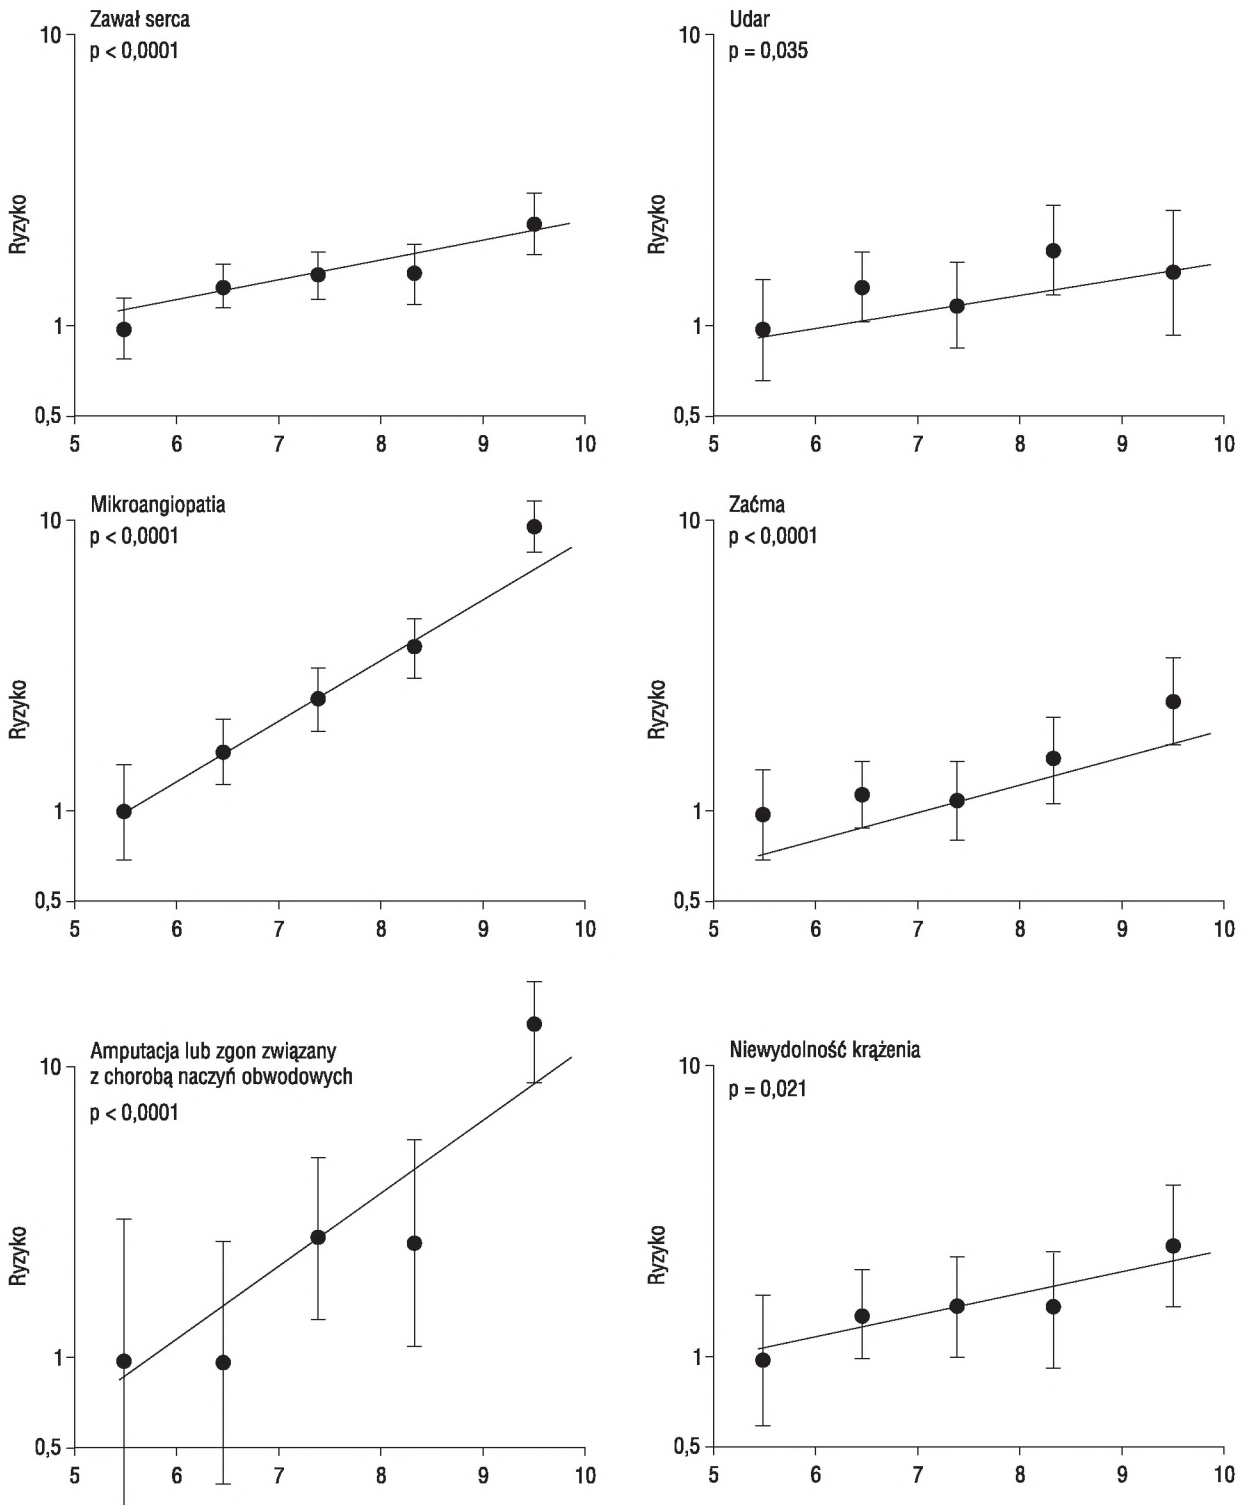 Zawał serca
p < 0,0001
10
Ryzyko
1
0,5
5 6 7 8 9 10
Udar
p = 0,035
10
Ryzyko
1
0,5
5 6 7 8 9 10
Mikroangiopatia
p < 0,0001
10
Ryzyko
1
0,5
5 6 7 8 9 10
Zaćma
p < 0,0001
10
Ryzyko
1
0,5
5 6 7 8 9 10
Amputacja lub zgon związany
z chorobą naczyń obwodowych
p < 0,0001
10
Ryzyko
1
0,5
5 6 7 8 9 10
Niewydolność krążenia
p = 0,021
10
Ryzyko
1
0,5
5 6 7 8 9 10